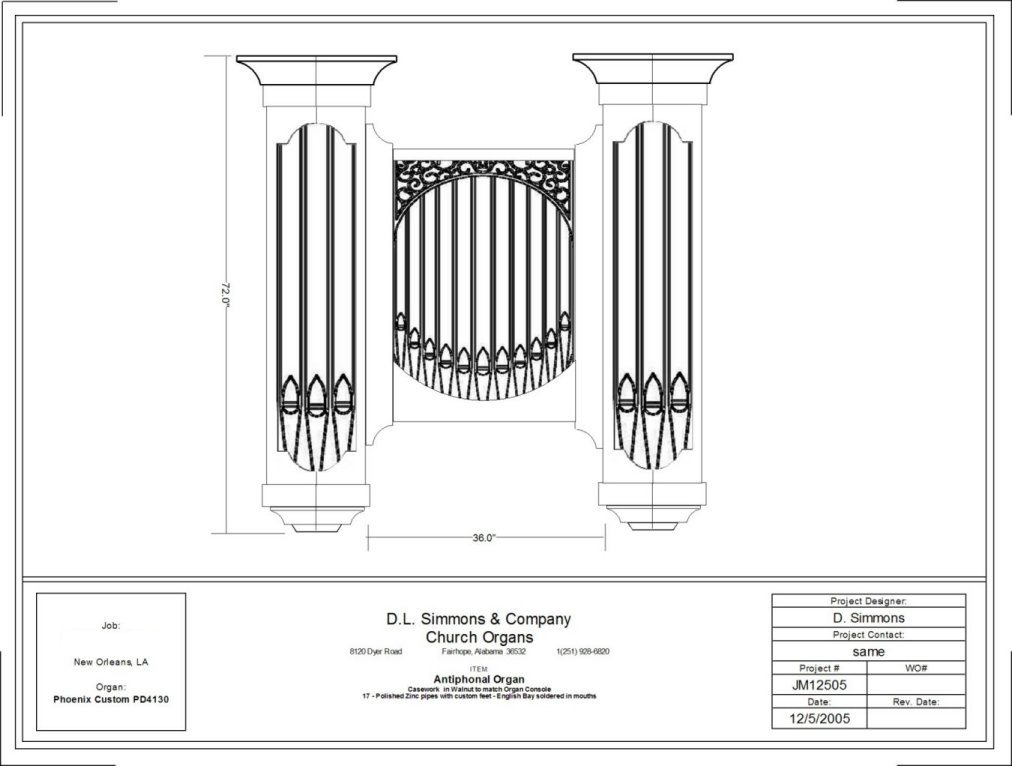 72.0"
36.0"
Job:
New Orleans, LA
Organ:
Phoenix Custom PD4130
D.L. Simmons & Company
Church Organs
8120 Dyer Road Fairhope, Alabama 36532 1(251) 928-6820
ITEM:
Antiphonal Organ
Casework in Walnut to match Organ Console
17 - Polished Zinc pipes with custom feet - English Bay soldered in mouths
Project Designer:
D. Simmons
Project Contact:
same
Project # WO#
JM12505
Date: Rev. Date:
12/5/2005